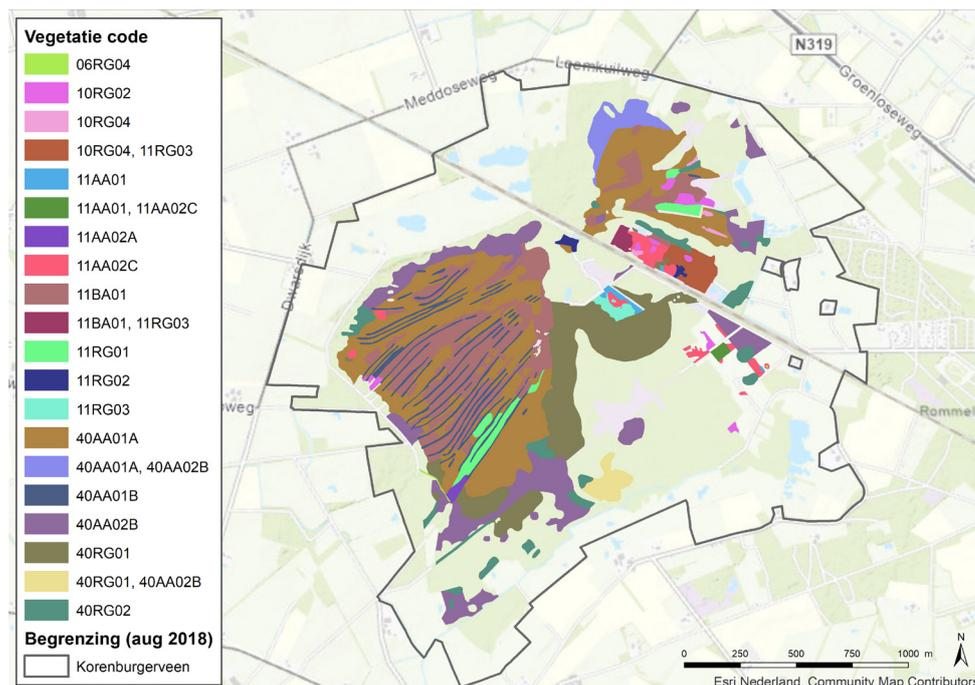 Vegetatie code
06RG04
10RG02
10RG04
10RG04, 11RG03
11AA01
11AA01, 11AA02C
11AA02A
11AA02C
11BA01
11BA01, 11RG03
11RG01
11RG02
11RG03
40AA01A
40AA01A, 40AA02B
40AA01B
40AA02B
40RG01
40RG01, 40AA02B
40RG02
Begrenzing (aug 2018)
Korenburgerveen
N319
Groenloseweg
Leemkuilweg
Meddoseweg
Dwarsdijk
weg
Rommel
N
0 250 500 750 1000 m
Esri Nederland, Community Map Contributors